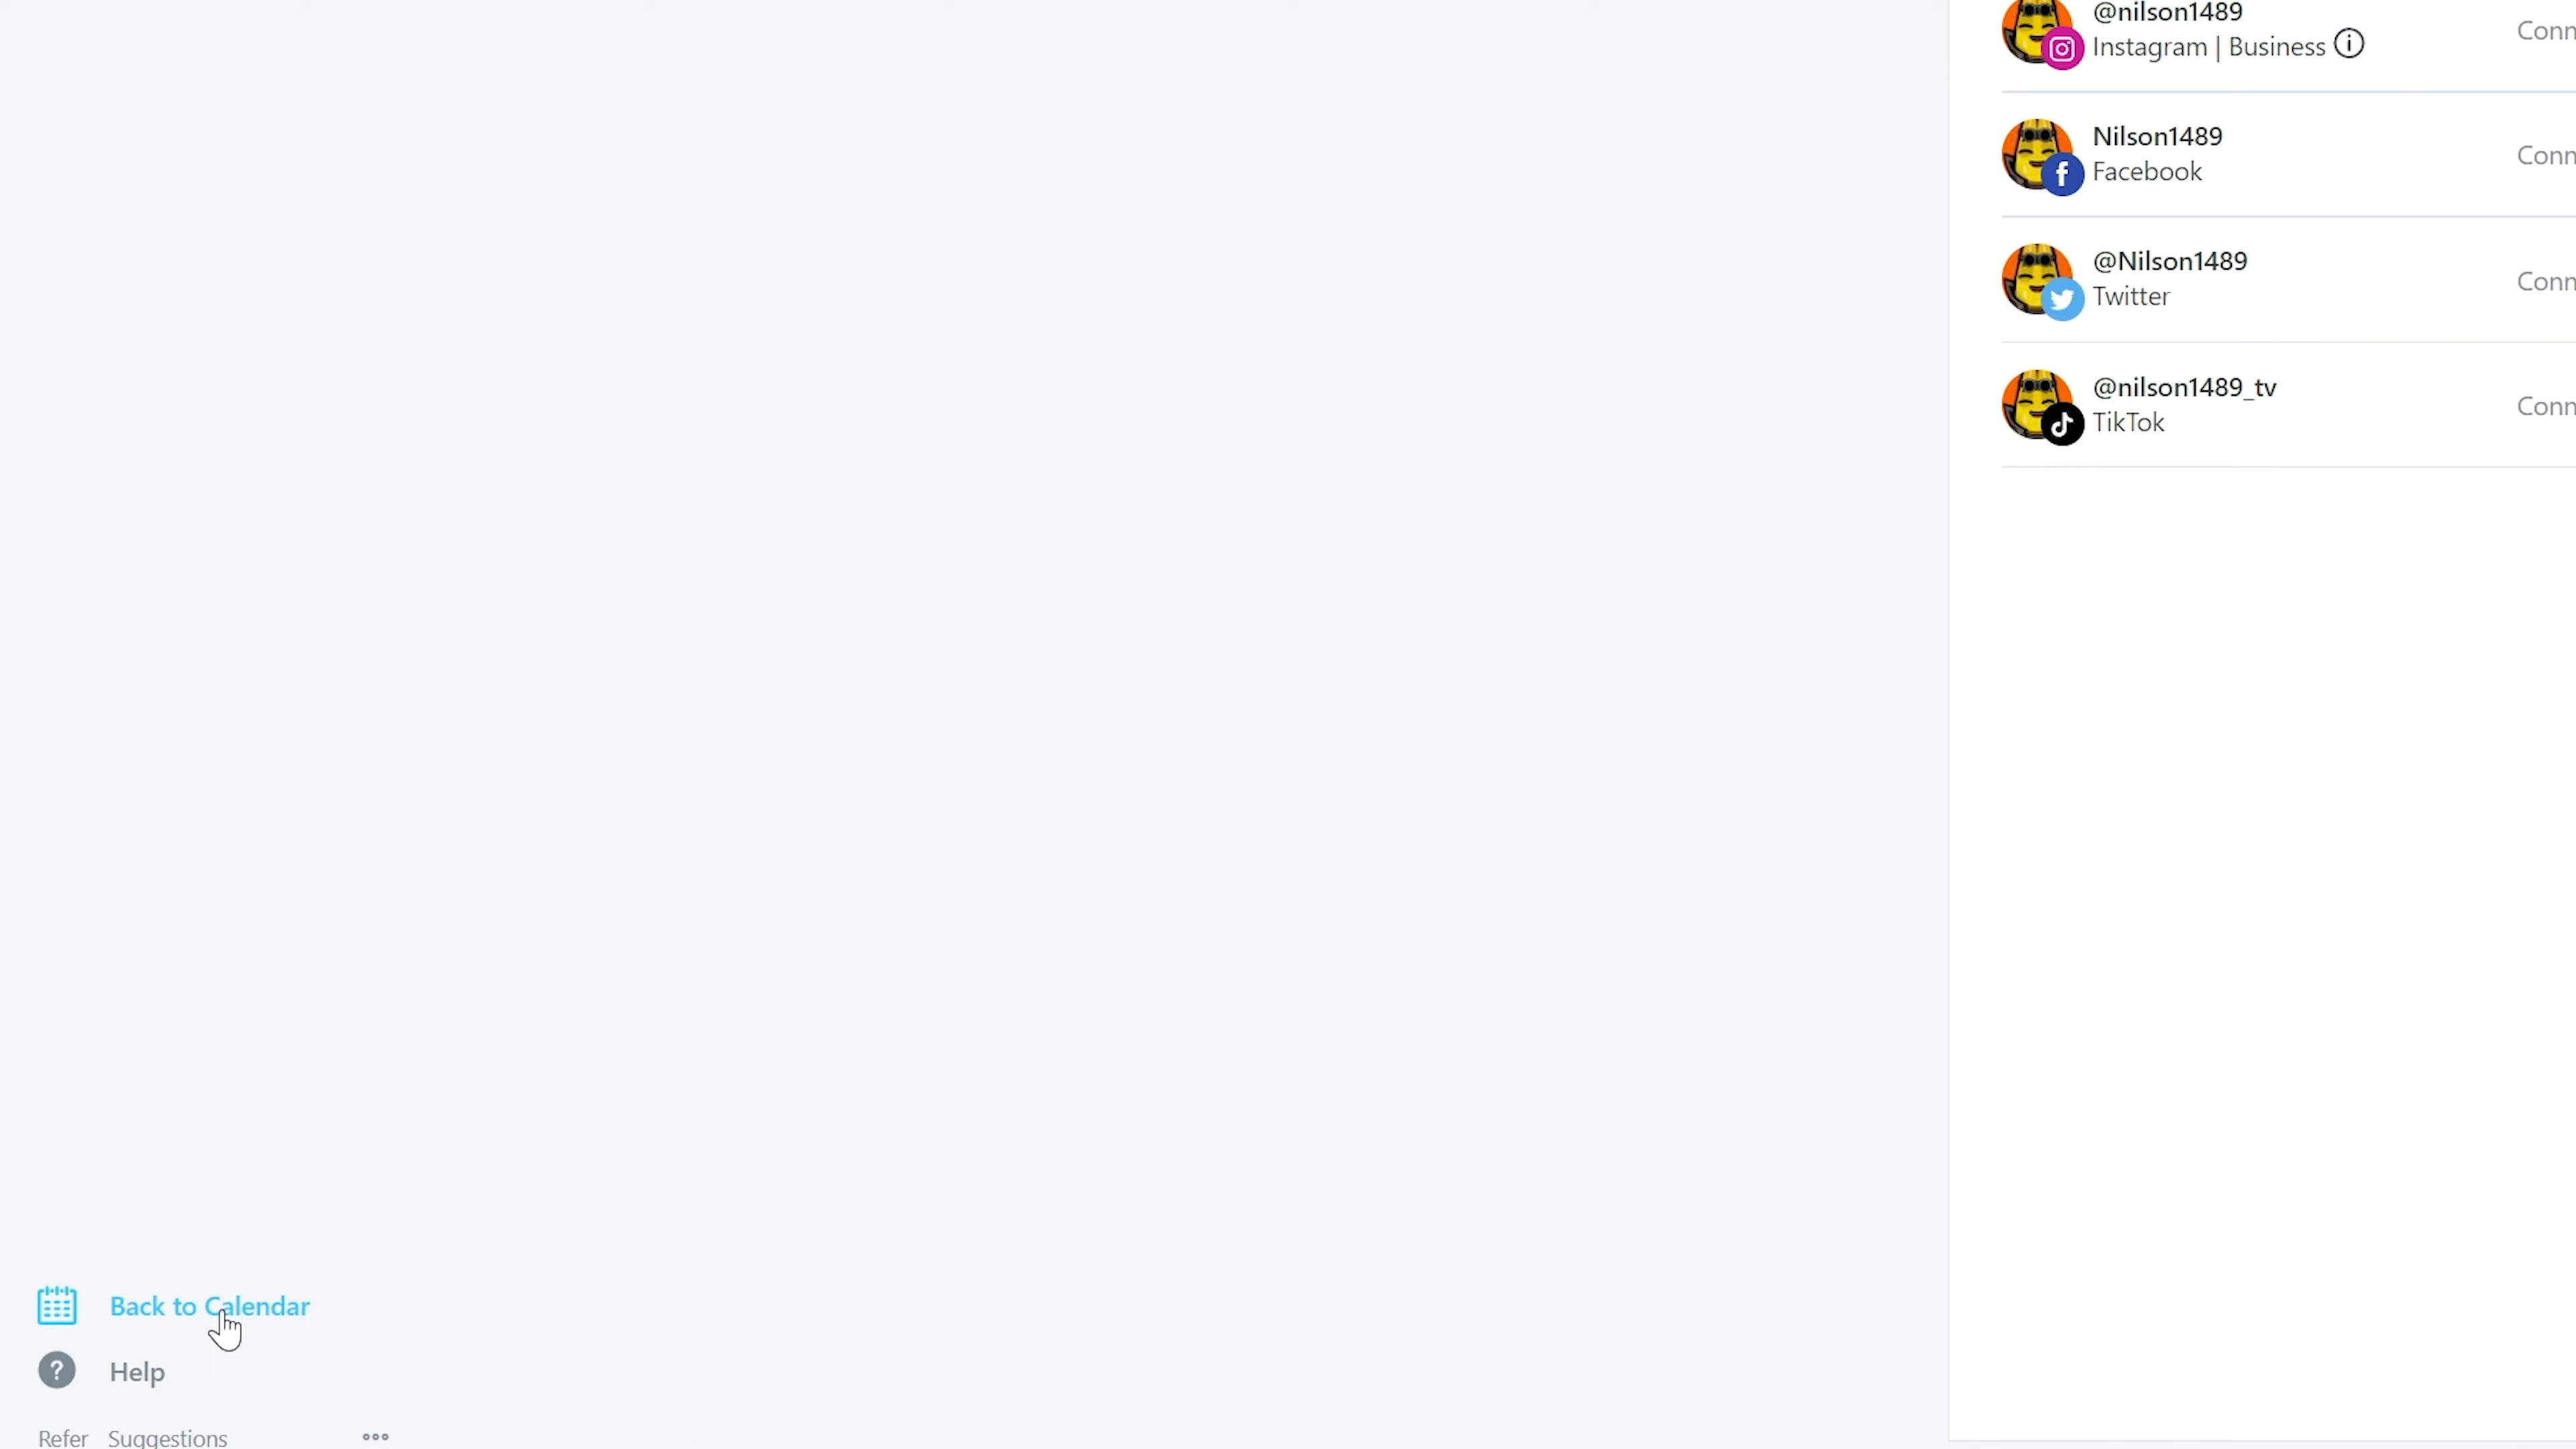 @nilson1489
Instagram | Business
Conn
Nilson1489
Facebook
Conn
@Nilson1489
Twitter
Conn
@nilson1489_tv
TikTok
Conn
Back to Calendar
Help
Refer Suggestions